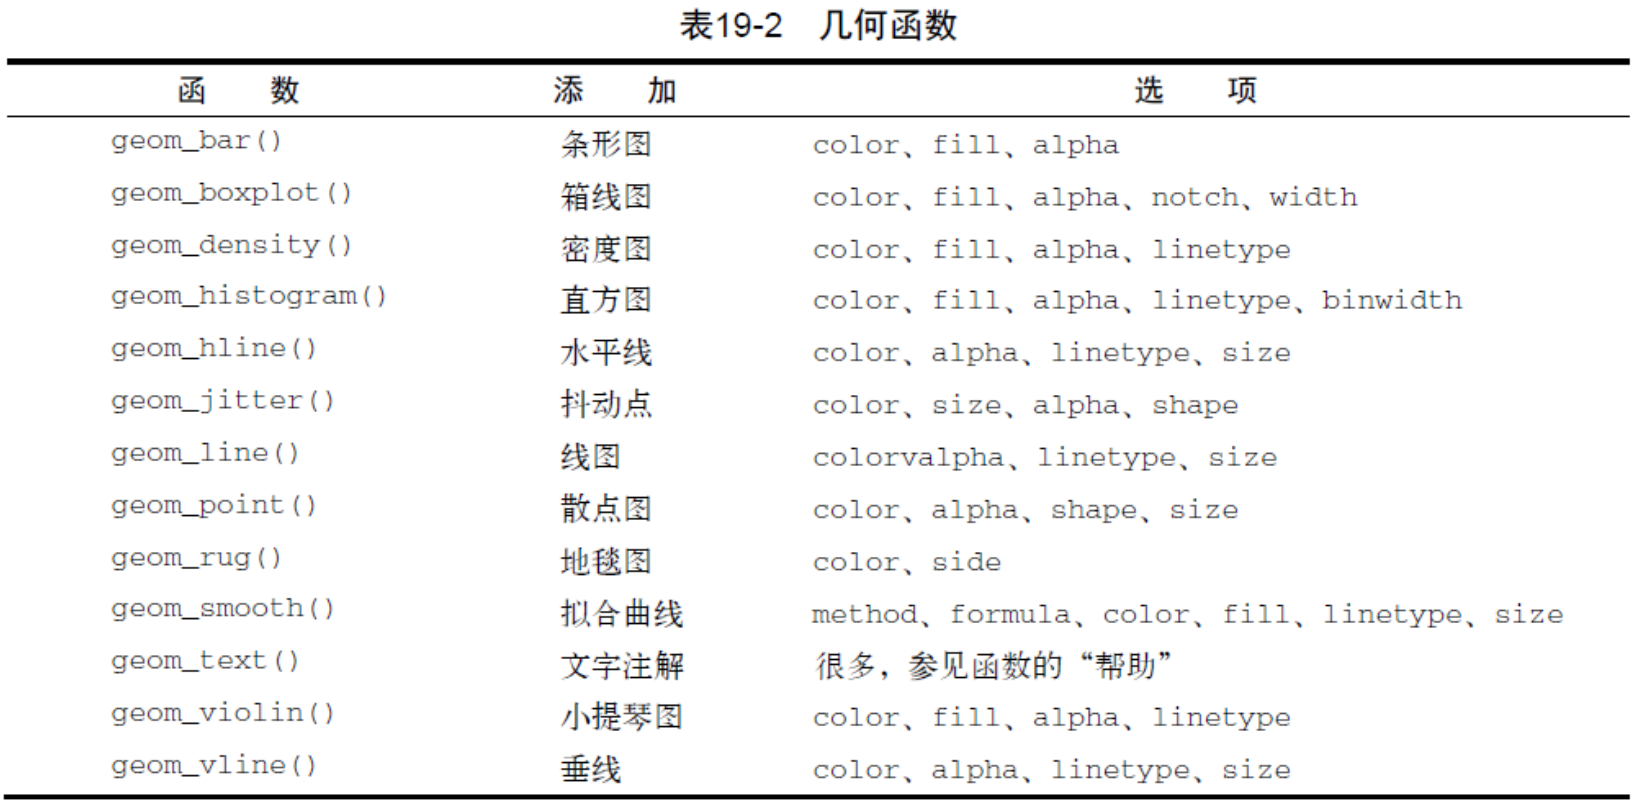 表19-2 几何函数
函 数 添 加 选 项
geom_bar() 条形图 color、fill、alpha
geom_boxplot() 箱线图 color、fill、alpha、notch、width
geom_density() 密度图 color、fill、alpha、linetype
geom_histogram() 直方图 color、fill、alpha、linetype、binwidth
geom_hline() 水平线 color、alpha、linetype、size
geom_jitter() 抖动点 color、size、alpha、shape
geom_line() 线图 colorvalpha、linetype、size
geom_point() 散点图 color、alpha、shape、size
geom_rug() 地毯图 color、side
geom_smooth() 拟合曲线 method、formula、color、fill、linetype、size
geom_text() 文字注解 很多，参见函数的“帮助”
geom_violin() 小提琴图 color、fill、alpha、linetype
geom_vline() 垂线 color、alpha、linetype、size